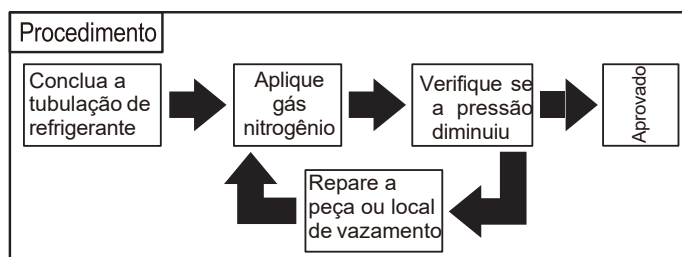 Procedimento
Conclua a
tubulação de
refrigerante
Aplique
gás
nitrogênio
Verifique se
a pressão
diminuiu
Aprovado
Repare a
peça ou local
de vazamento